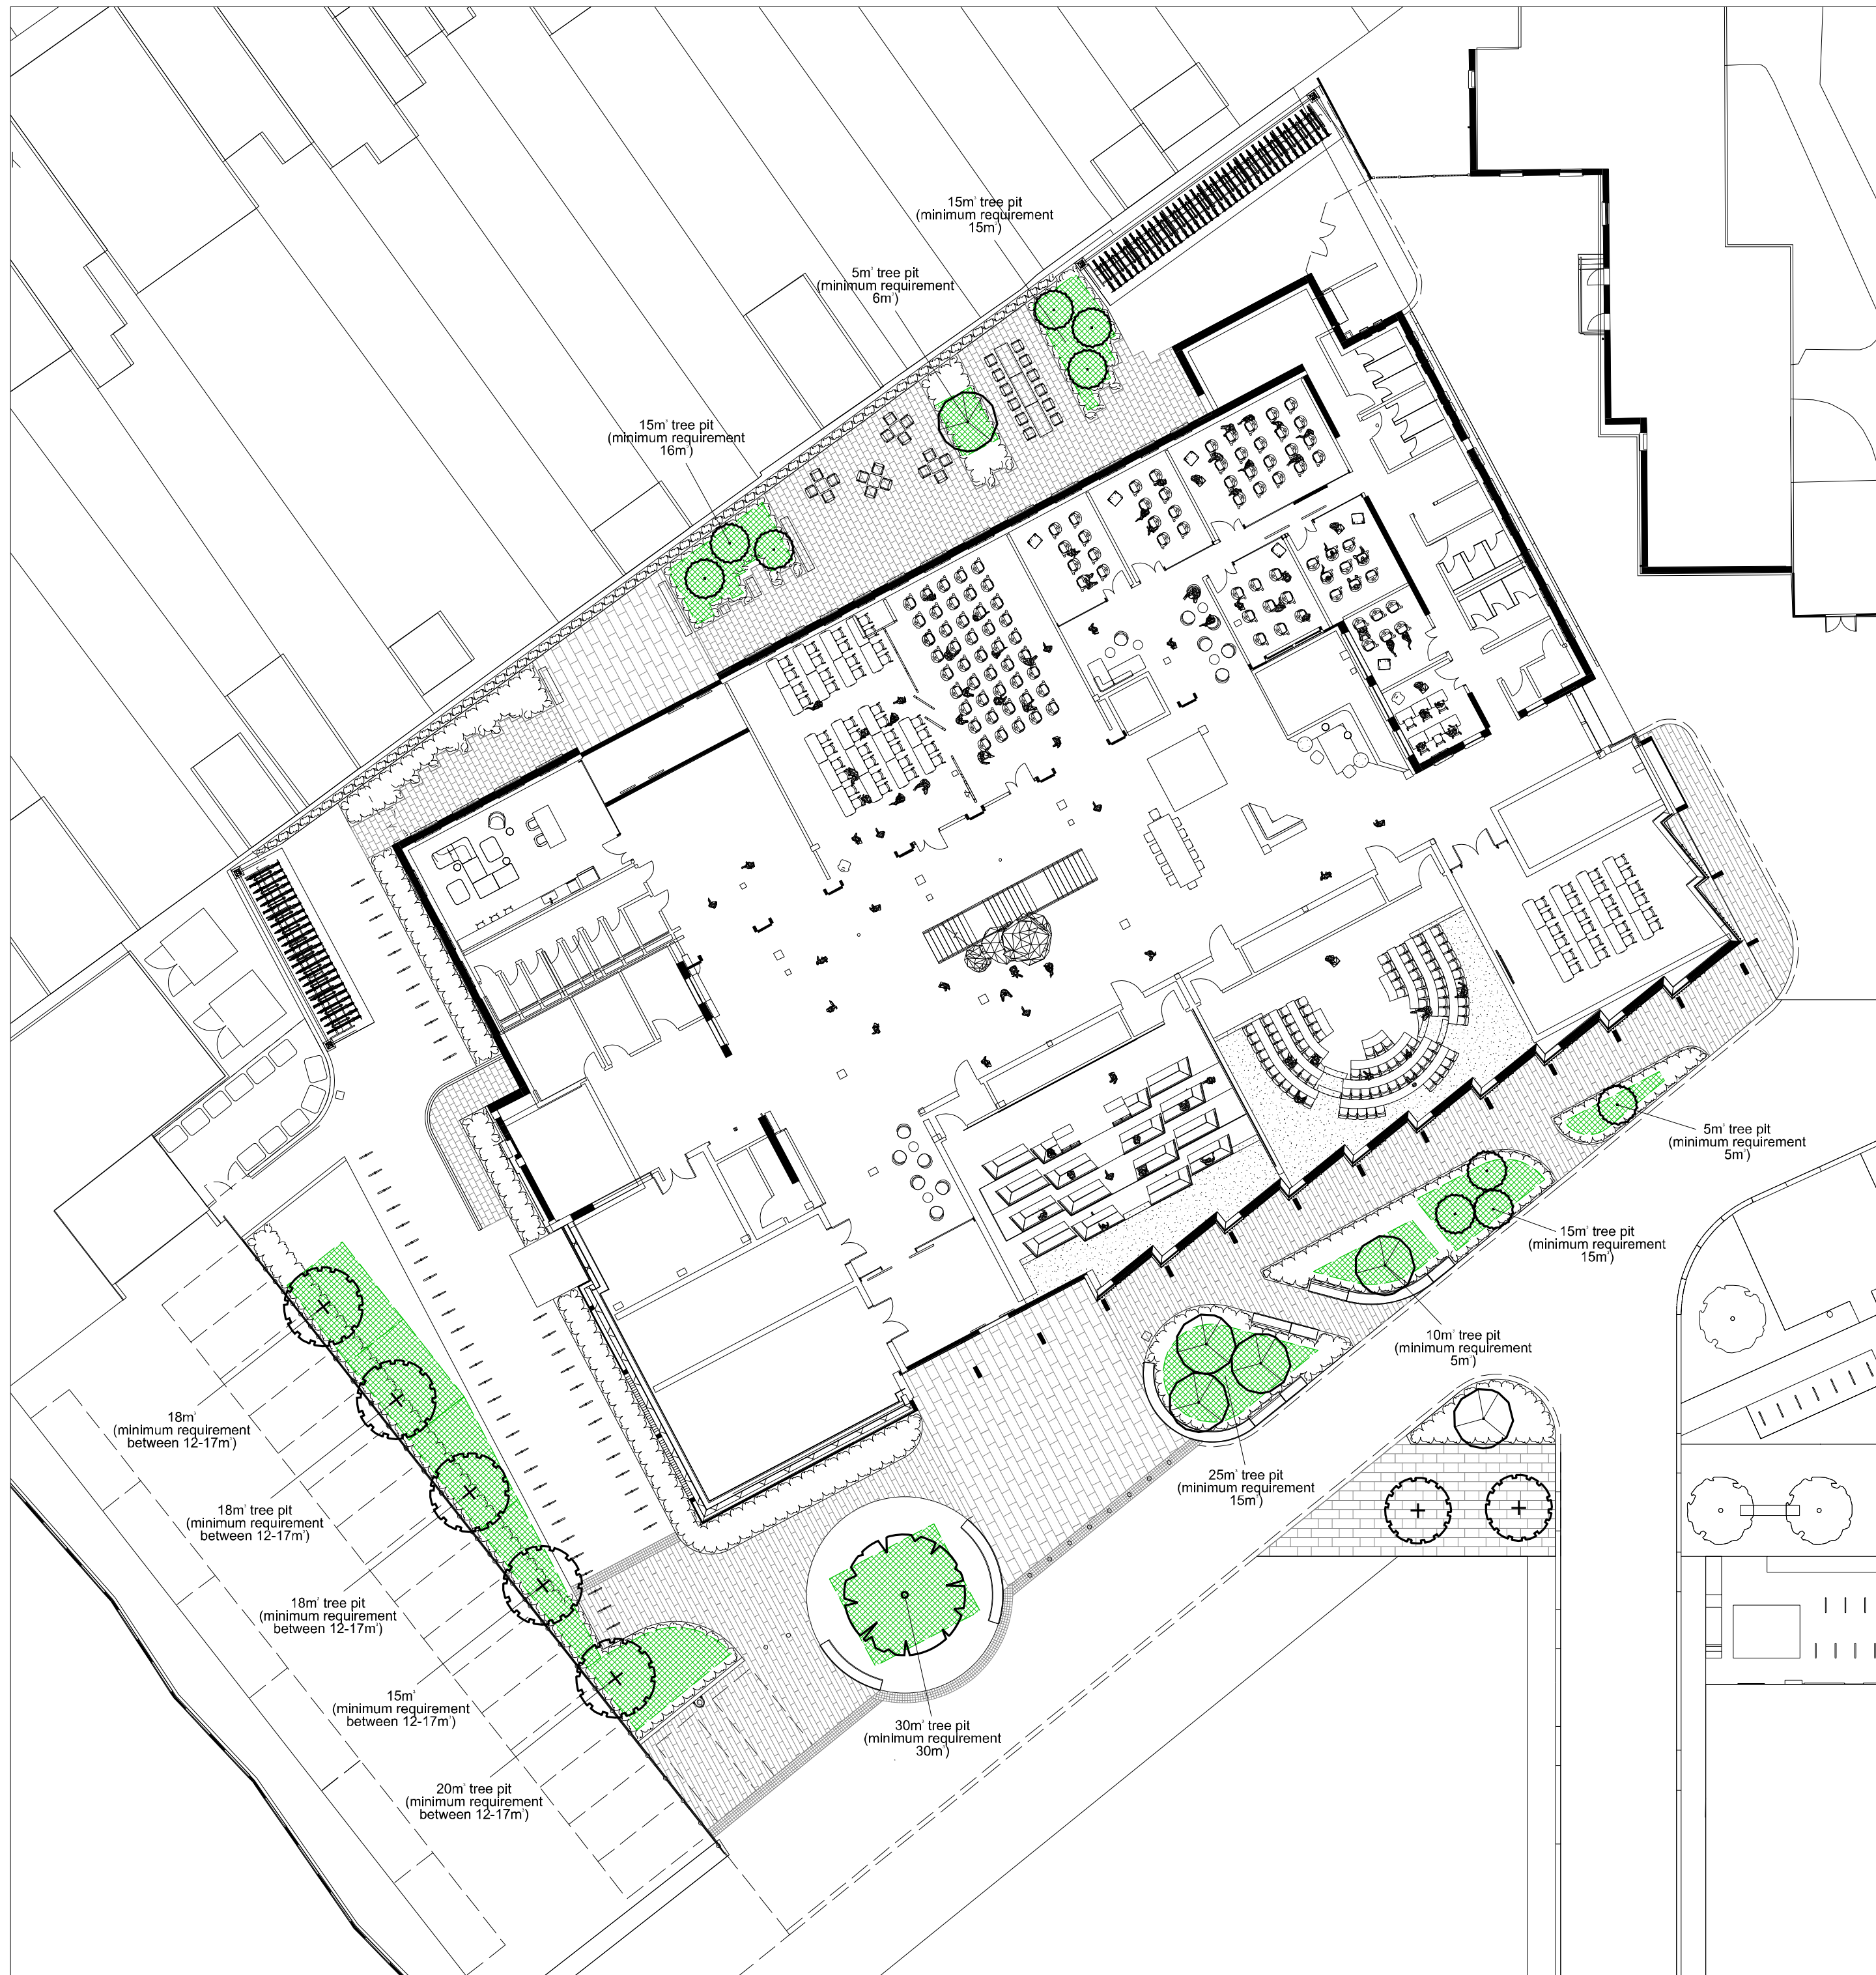 15m³ tree pit
(minimum requirement
15m³)
5m³ tree pit
(minimum requirement
6m³)
15m³ tree pit
(minimum requirement
16m³)
5m³ tree pit
(minimum requirement
5m³)
15m³ tree pit
(minimum requirement
15m³)
10m³ tree pit
(minimum requirement
5m³)
25m³ tree pit
(minimum requirement
15m³)
18m³
(minimum requirement
between 12-17m³)
18m³ tree pit
(minimum requirement
between 12-17m³)
18m³ tree pit
(minimum requirement
between 12-17m³)
15m³
(minimum requirement
between 12-17m³)
20m³ tree pit
(minimum requirement
between 12-17m³)
30m³ tree pit
(minimum requirement
30m³)